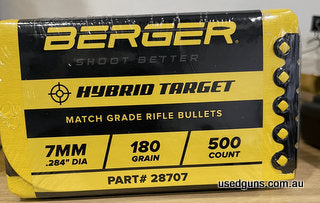 BERGER
SHOOT BETTER
HYBRID TARGET
MATCH GRADE RIFLE BULLETS
7MM 180 500
.284" DIA GRAIN COUNT
PART# 28707
usedguns.com.au